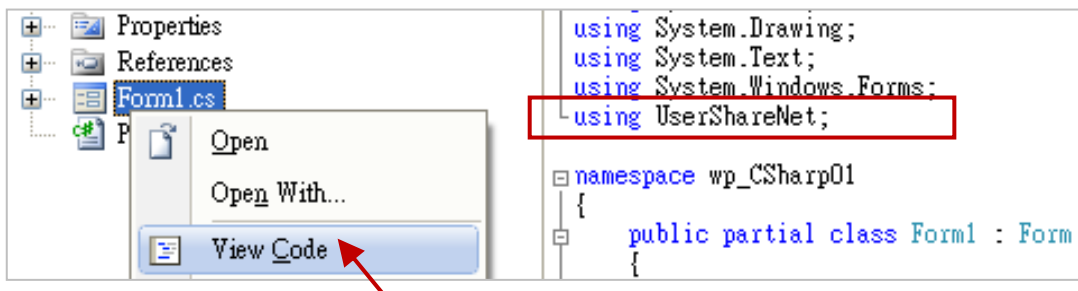 Properties
References
Form1.cs
P
Open
Open With...
View Code
using System.Drawing;
using System.Text;
using System.Windows.Forms;
using UserShareNet;
namespace wp_CSharp01
{
public partial class Form1 : Form
{